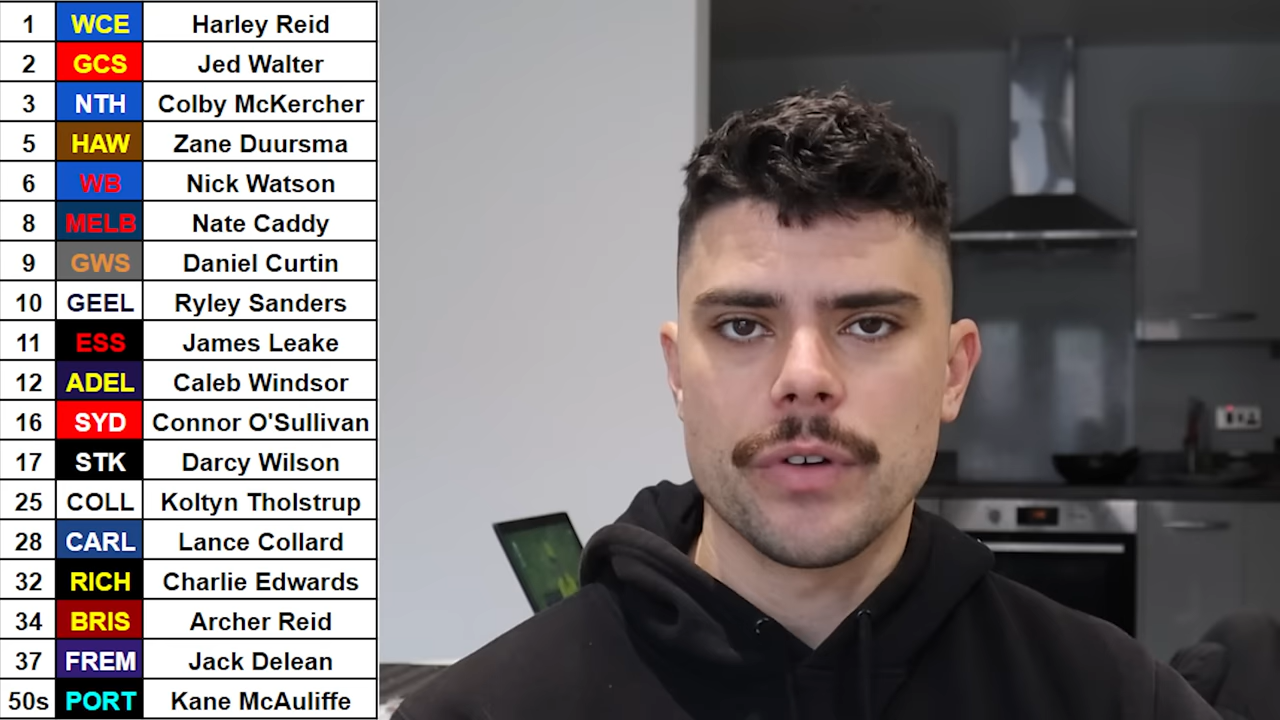 1 WCE Harley Reid
2 GCS Jed Walter
3 NTH Colby McKercher
5 HAW Zane Duursma
6 WB Nick Watson
8 MELB Nate Caddy
9 GWS Daniel Curtin
10 GEEL Ryley Sanders
11 ESS James Leake
12 ADEL Caleb Windsor
16 SYD Connor O'Sullivan
17 STK Darcy Wilson
25 COLL Koltyn Tholstrup
28 CARL Lance Collard
32 RICH Charlie Edwards
34 BRIS Archer Reid
37 FREM Jack Delean
50s PORT Kane McAuliffe